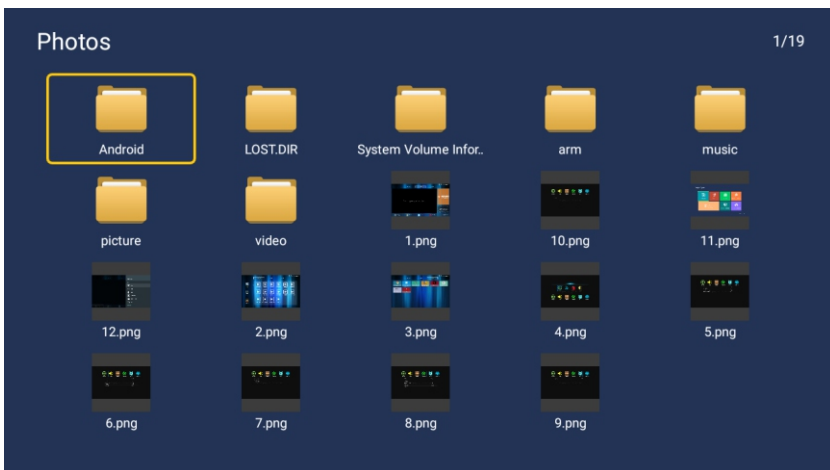 Photos
1/19
Android
LOST.DIR
System Volume Infor..
arm
music
picture
video
1.png
10.png
11.png
12.png
2.png
3.png
4.png
5.png
6.png
7.png
8.png
9.png